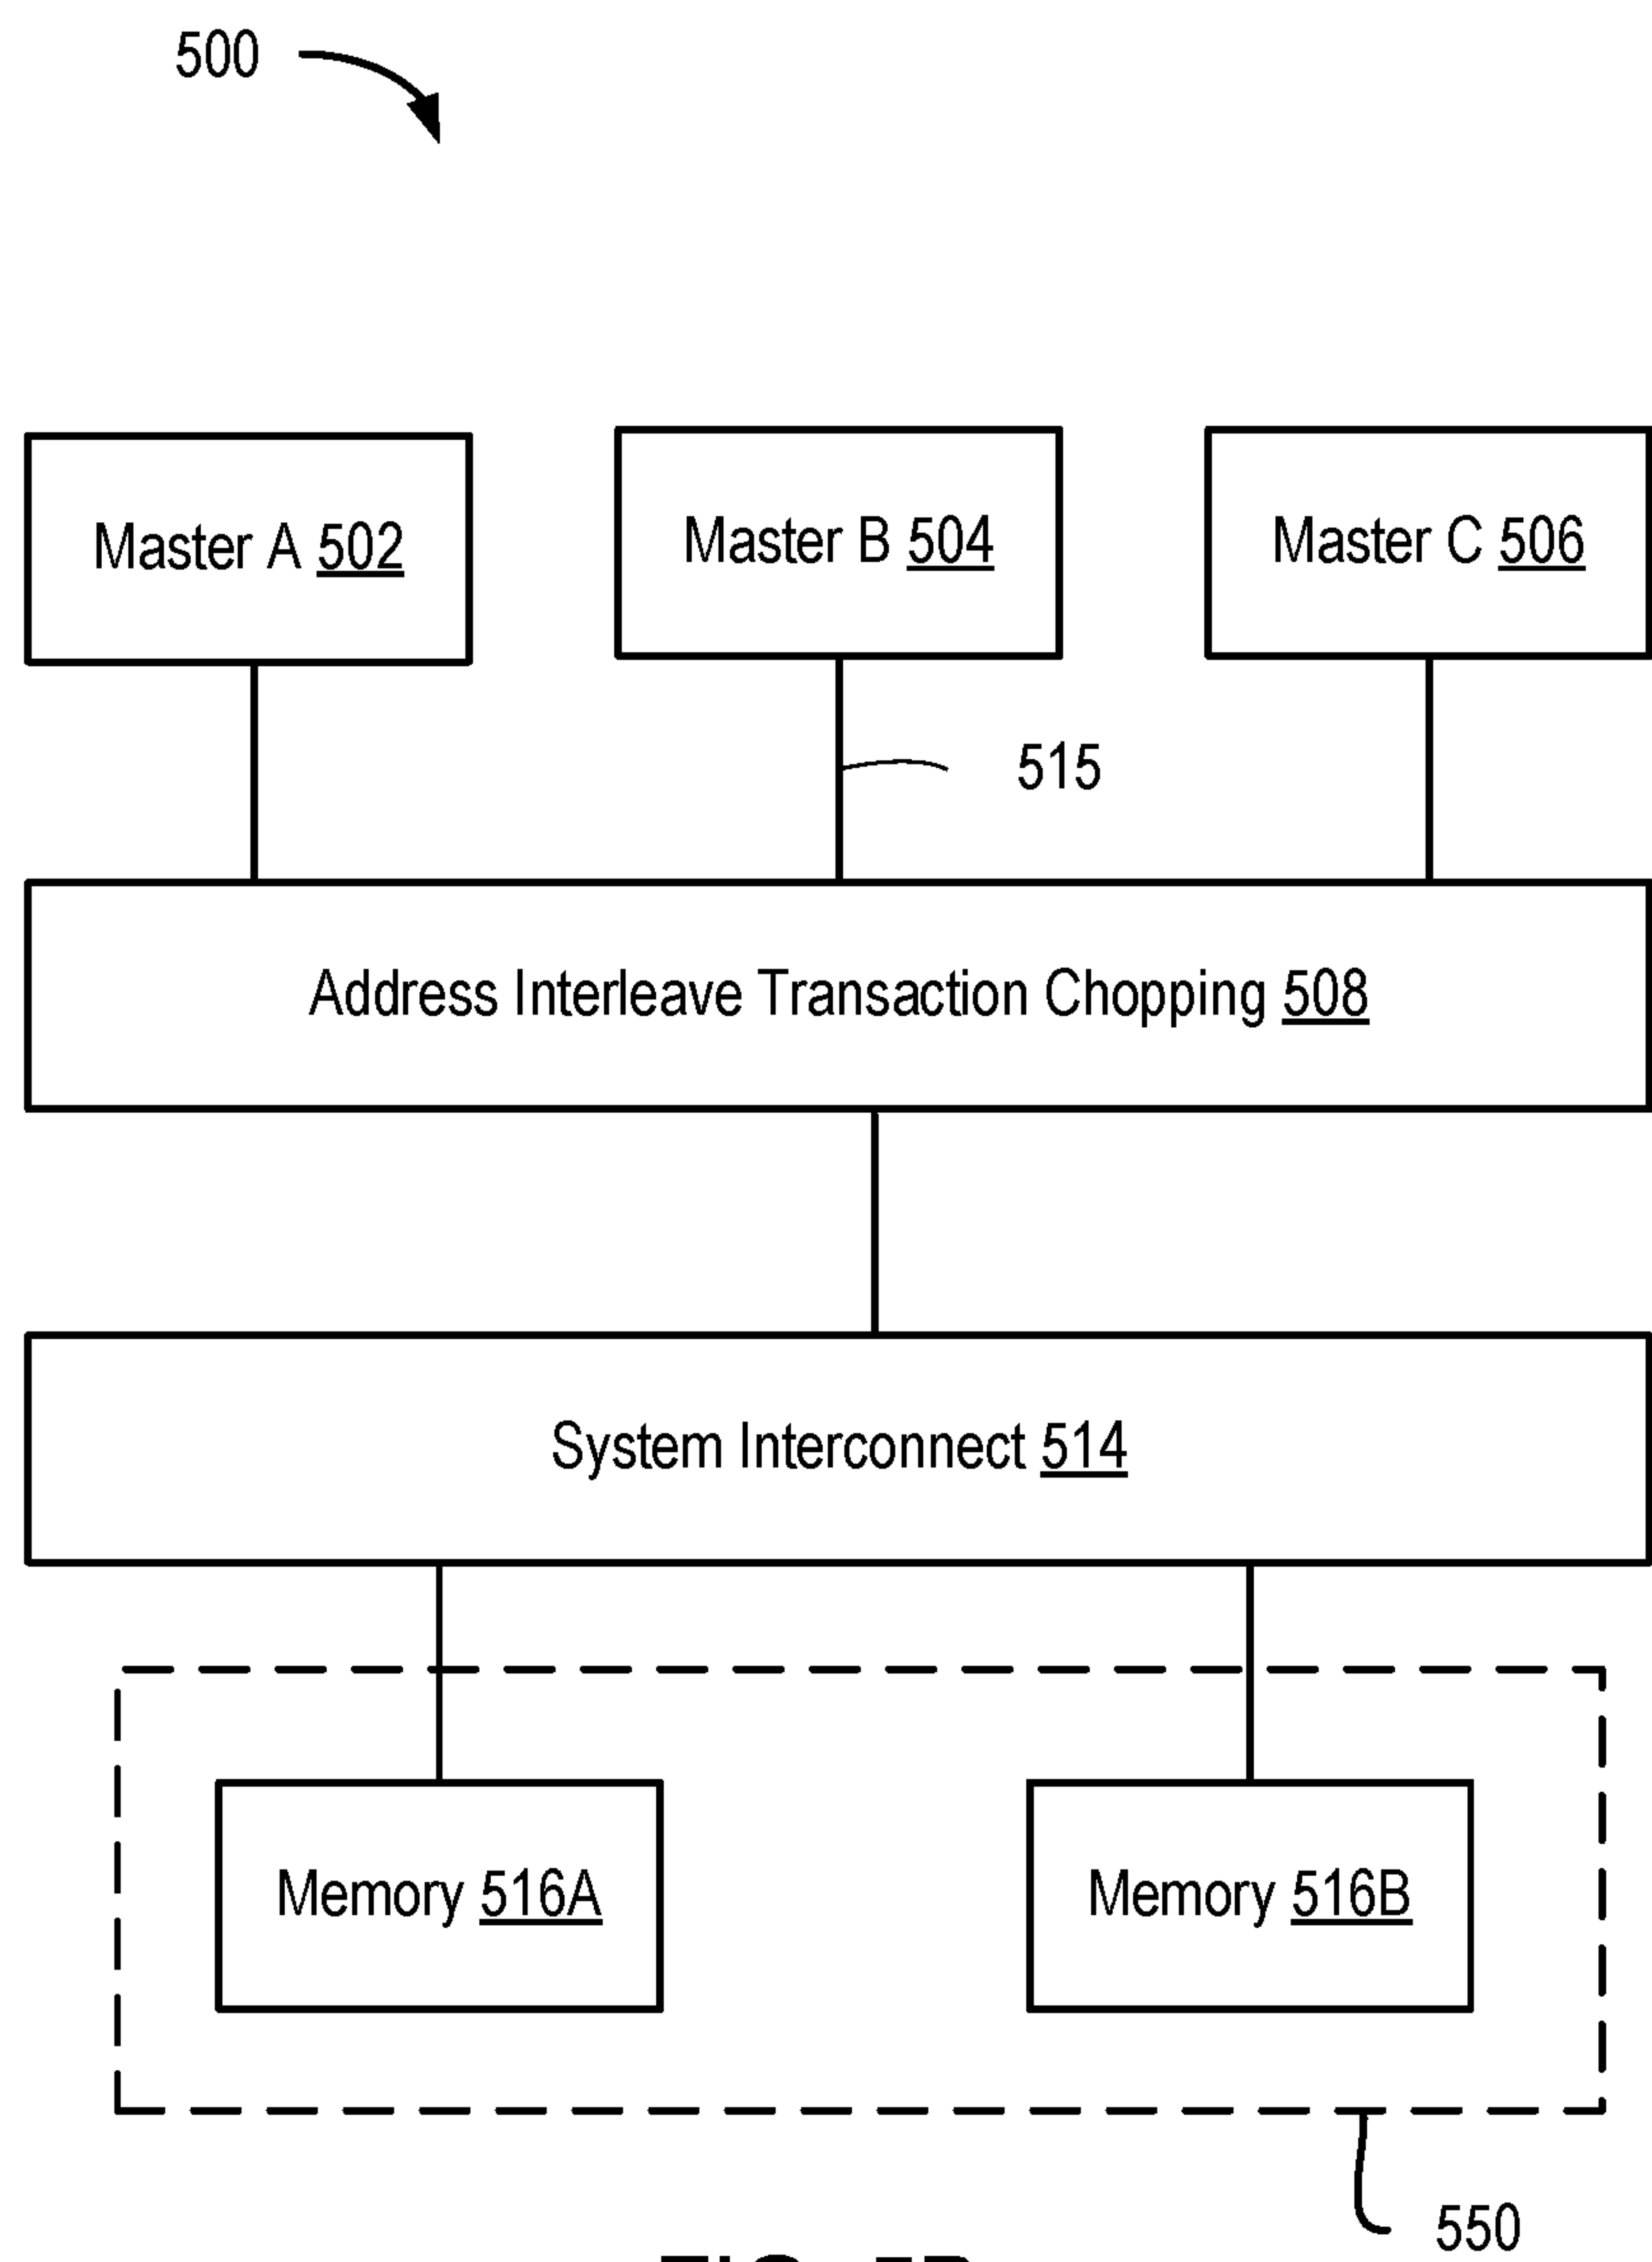 500
Master A 502
Master B 504
Master C 506
515
Address Interleave Transaction Chopping 508
System Interconnect 514
Memory 516A
Memory 516B
550